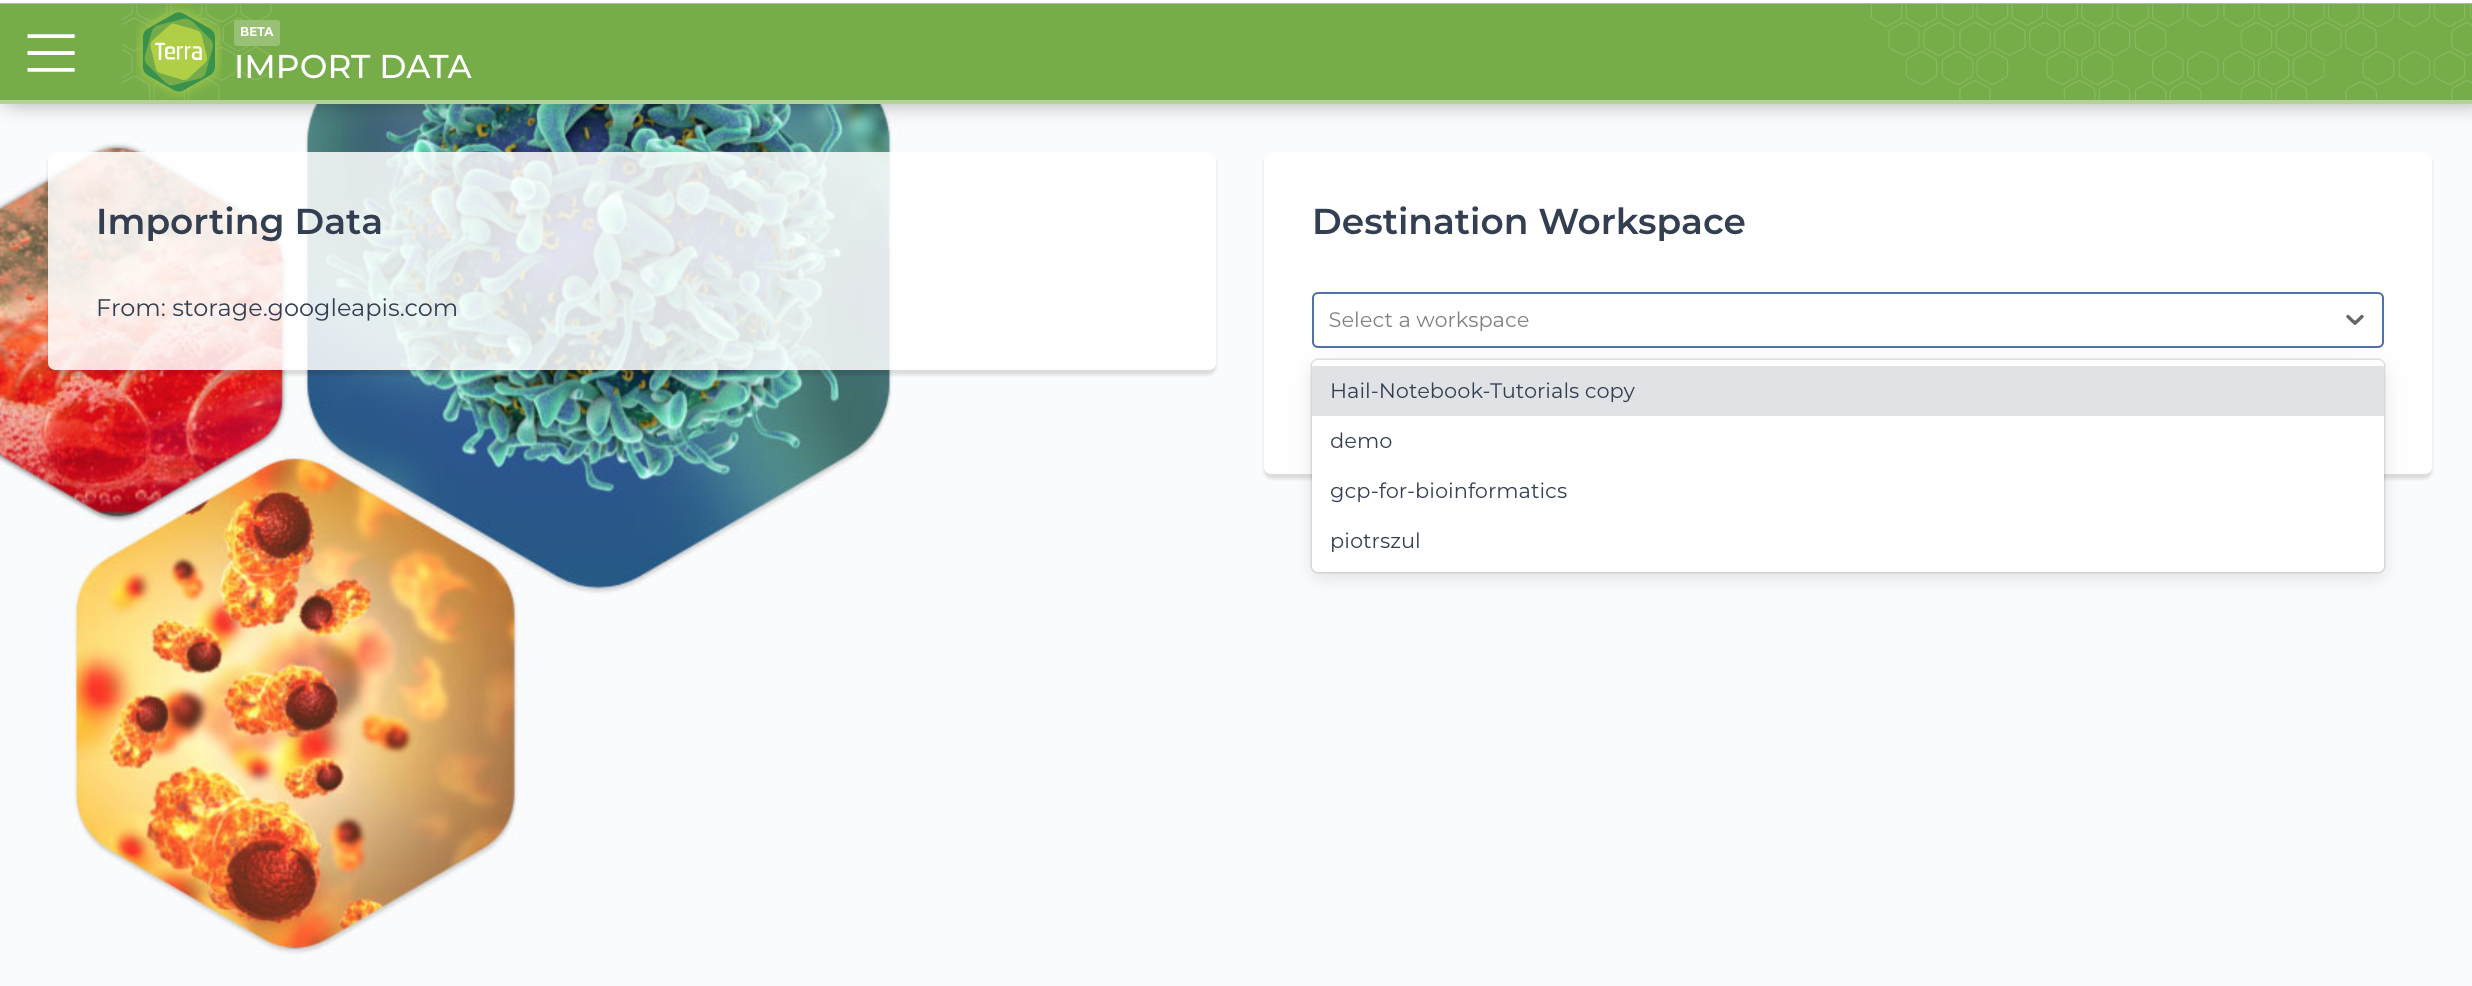 Terra
BETA
IMPORT DATA
Importing Data
From: storage.googleapis.com
Destination Workspace
Select a workspace
Hail-Notebook-Tutorials copy
demo
gcp-for-bioinformatics
piotrszul